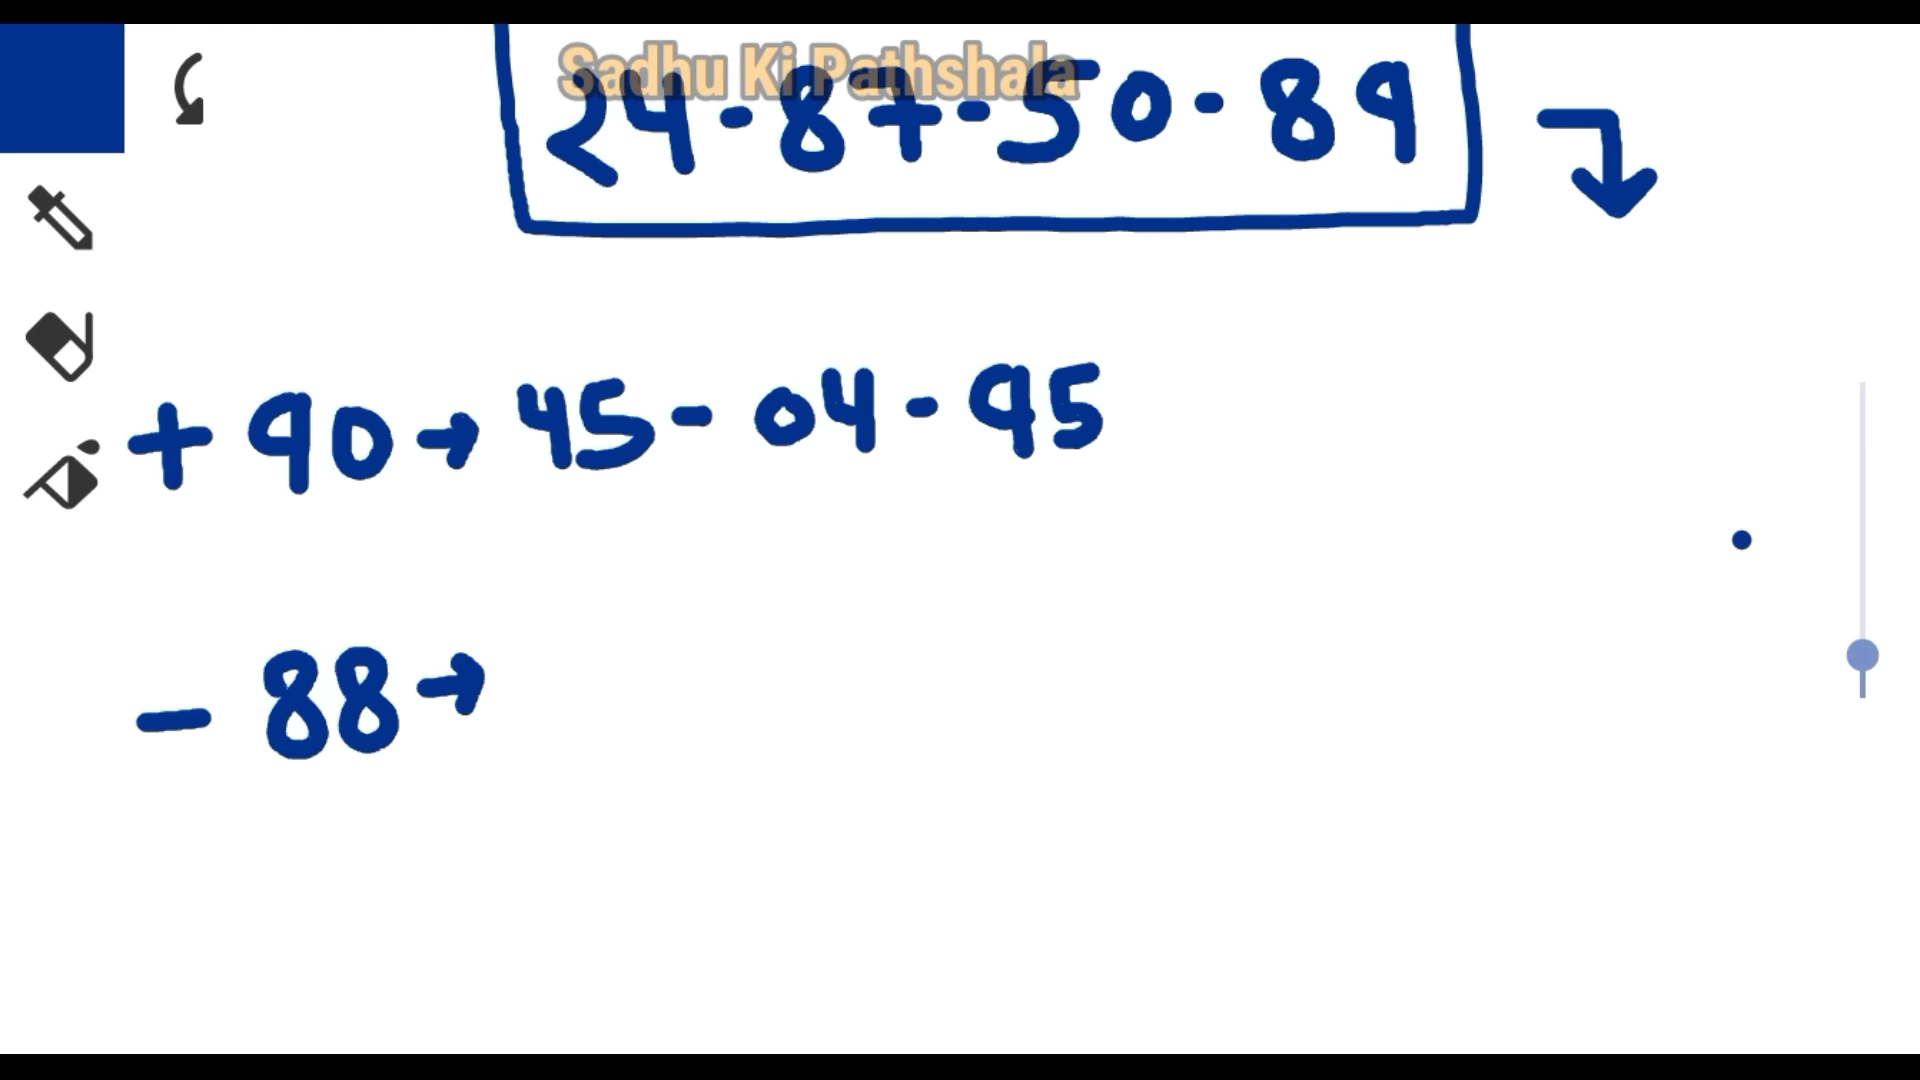 Sadhu Ki Pathshala
24-87-50-89
+ 90→ 45-04-95
- 88→